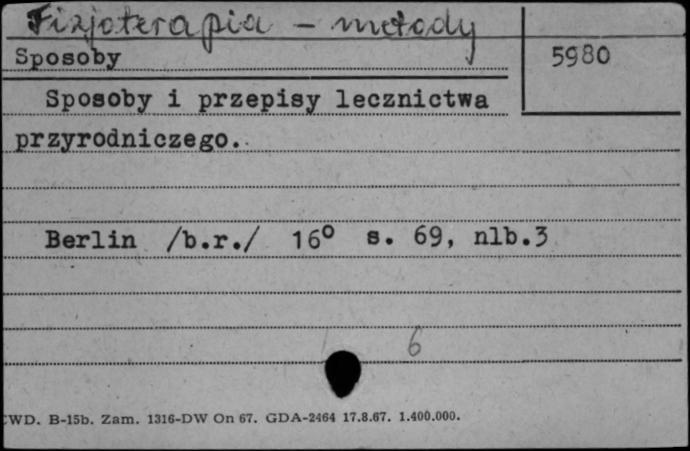 Fizjoterapia - metody
Sposoby
5980
Sposoby i przepisy lecznictwa
przyrodniczego.
Berlin /b.r./ 16° s. 69, nlb.3
6
WD. B-15b. Zam. 1316-DW On 67. GDA-2464 17.8.67. 1.400.000.